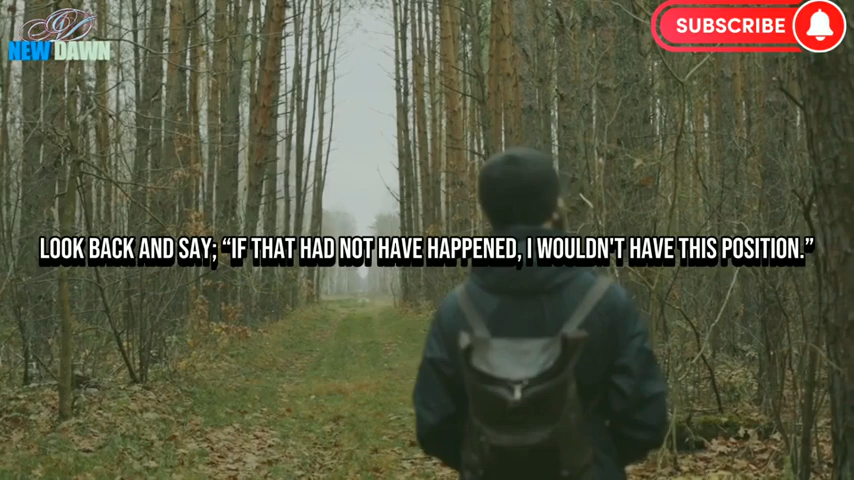 NEW DAWN
SUBSCRIBE
LOOK BACK AND SAY; “IF THAT HAD NOT HAVE HAPPENED, I WOULDN'T HAVE THIS POSITION.”